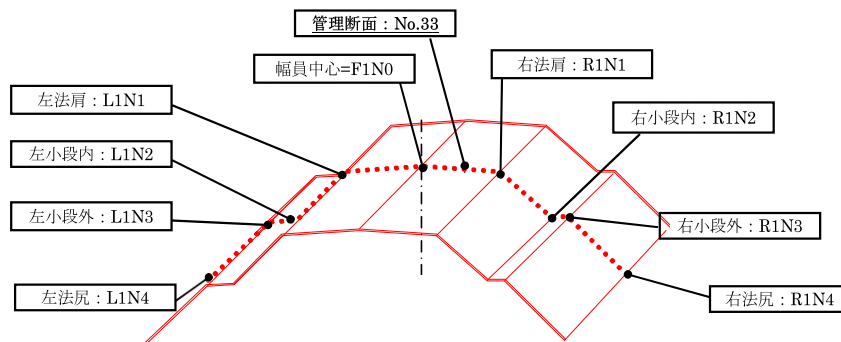 管理断面：No.33
幅員中心=F1N0
右法肩：R1N1
左法肩：L1N1
右小段内：R1N2
左小段内：L1N2
左小段外：L1N3
右小段外：R1N3
左法尻：L1N4
右法尻：R1N4